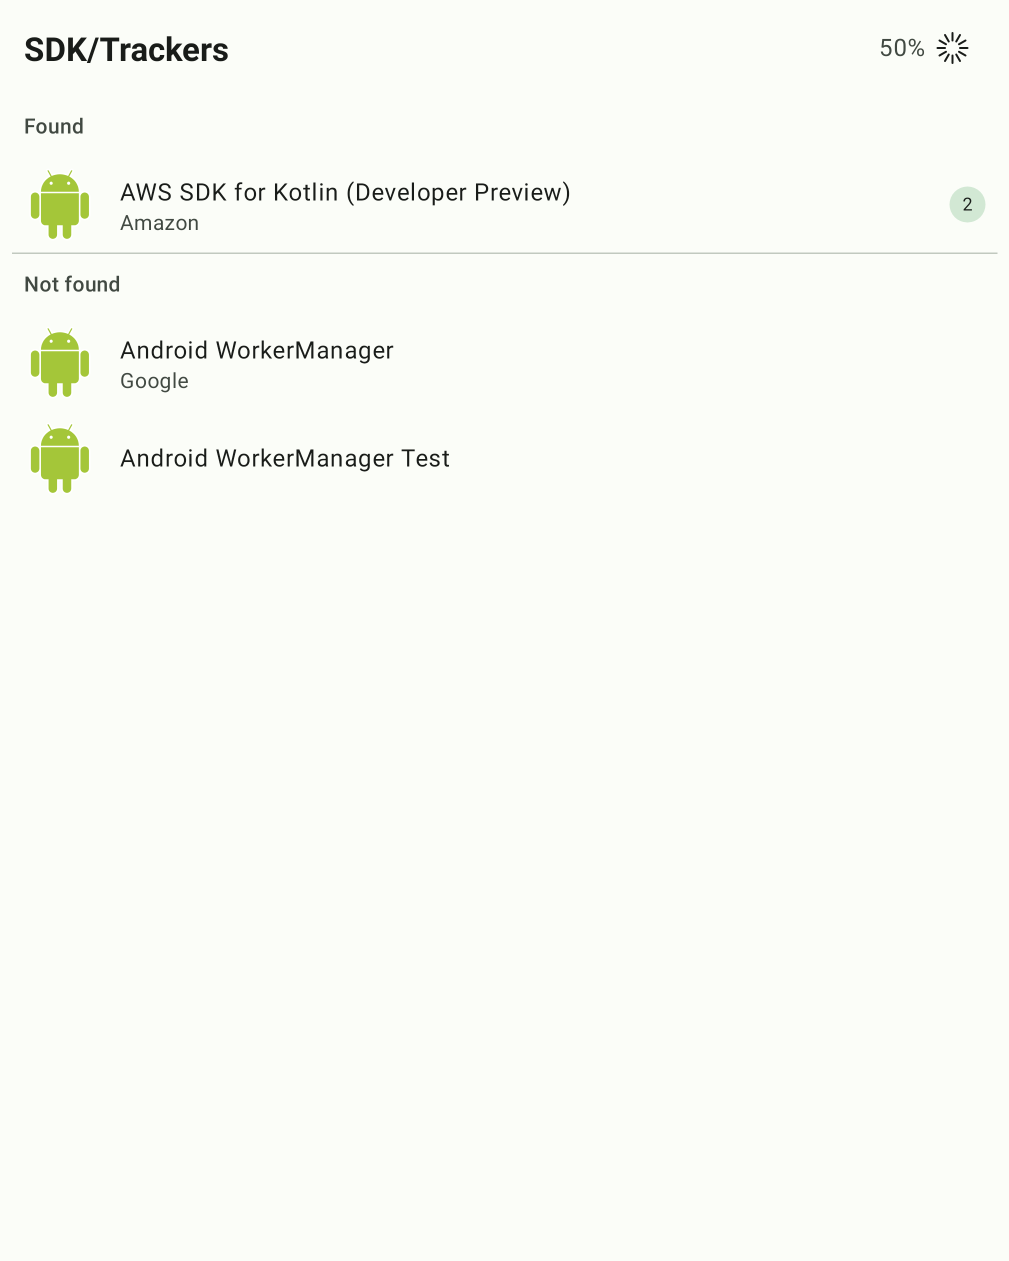 SDK/Trackers
50%
Found
AWS SDK for Kotlin (Developer Preview)
Amazon
2
Not found
Android WorkerManager
Google
Android WorkerManager Test